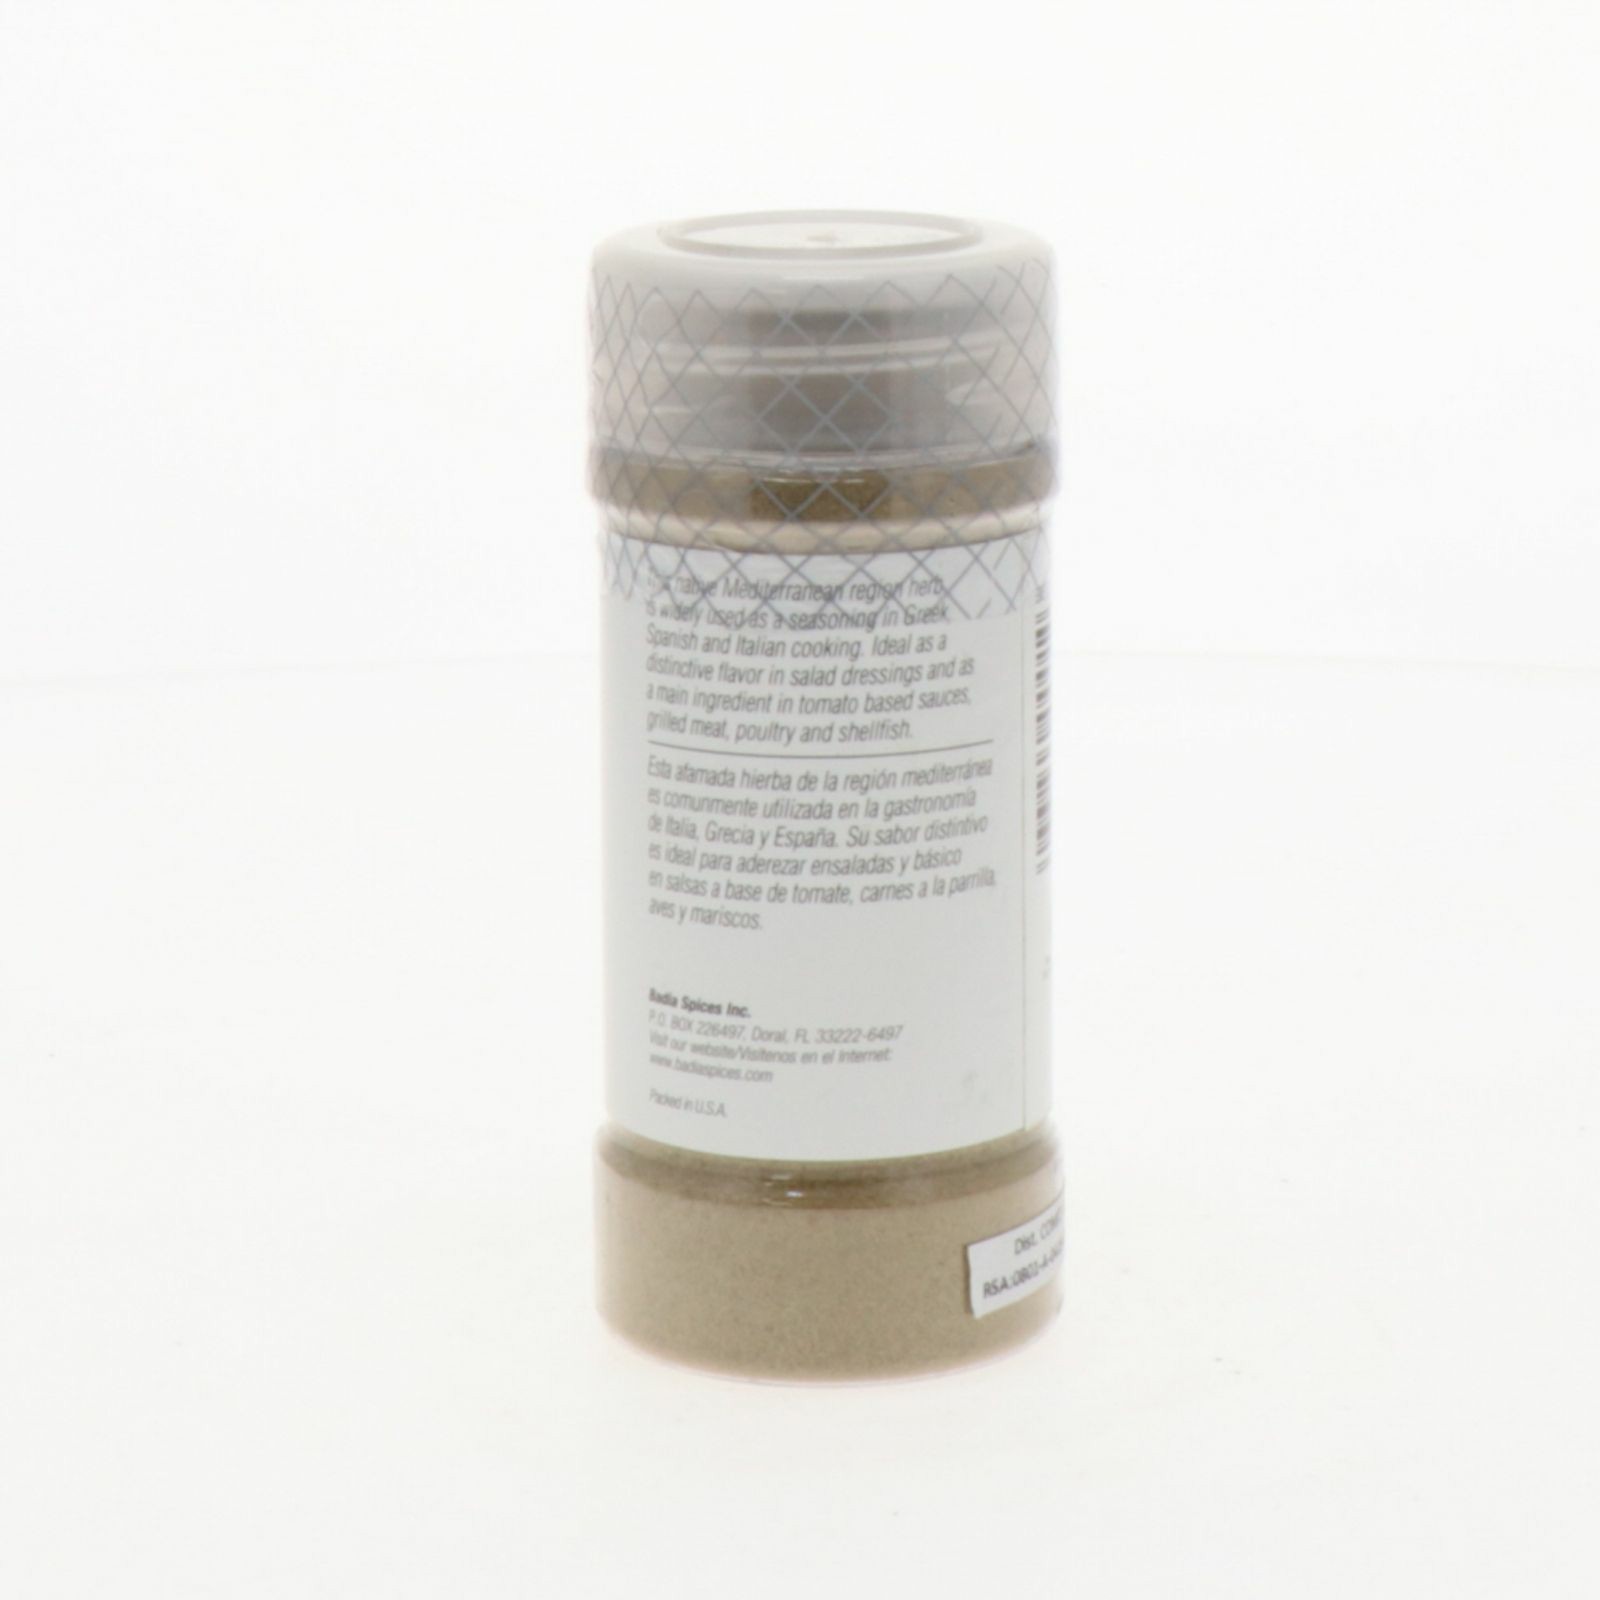 This native Mediterranean region herb
is widely used as a seasoning in Greek,
Spanish and Italian cooking. Ideal as a
distinctive flavor in salad dressings and as
a main ingredient in tomato based sauces,
grilled meat, poultry and shellfish.
Esta afamada hierba de la región mediterránea
es comunmente utilizada en la gastronomía
de Italia, Grecia y España. Su sabor distintivo
es ideal para aderezar ensaladas y básico
en salsas a base de tomate, carnes a la parrilla,
aves y mariscos.
Badia Spices Inc.
P.O. BOX 226497, Doral, FL 33222-6497
Visit our website/Visítenos en el Internet:
www.badiaspices.com
Packed in U.S.A.
Dist.